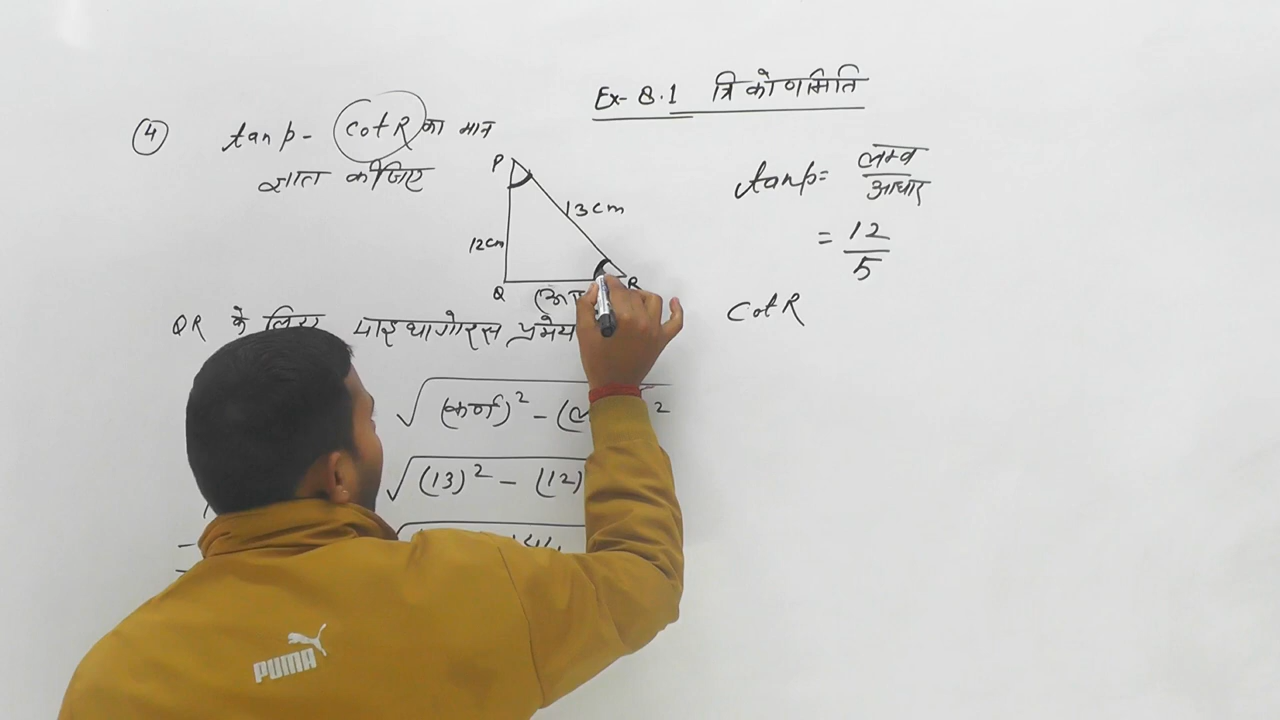 Ex- 8.1 त्रिकोणमिति
④ tan p - Cot R का मान
ज्ञात कीजिए
P
13cm
12cm
Q
R
tan p = लम्ब / आधार
= 12 / 5
Cot R
QR के लिए पाइथागोरस प्रमेय
√(कर्ण)² - ( ²
√(13)² - (12)
PUMA